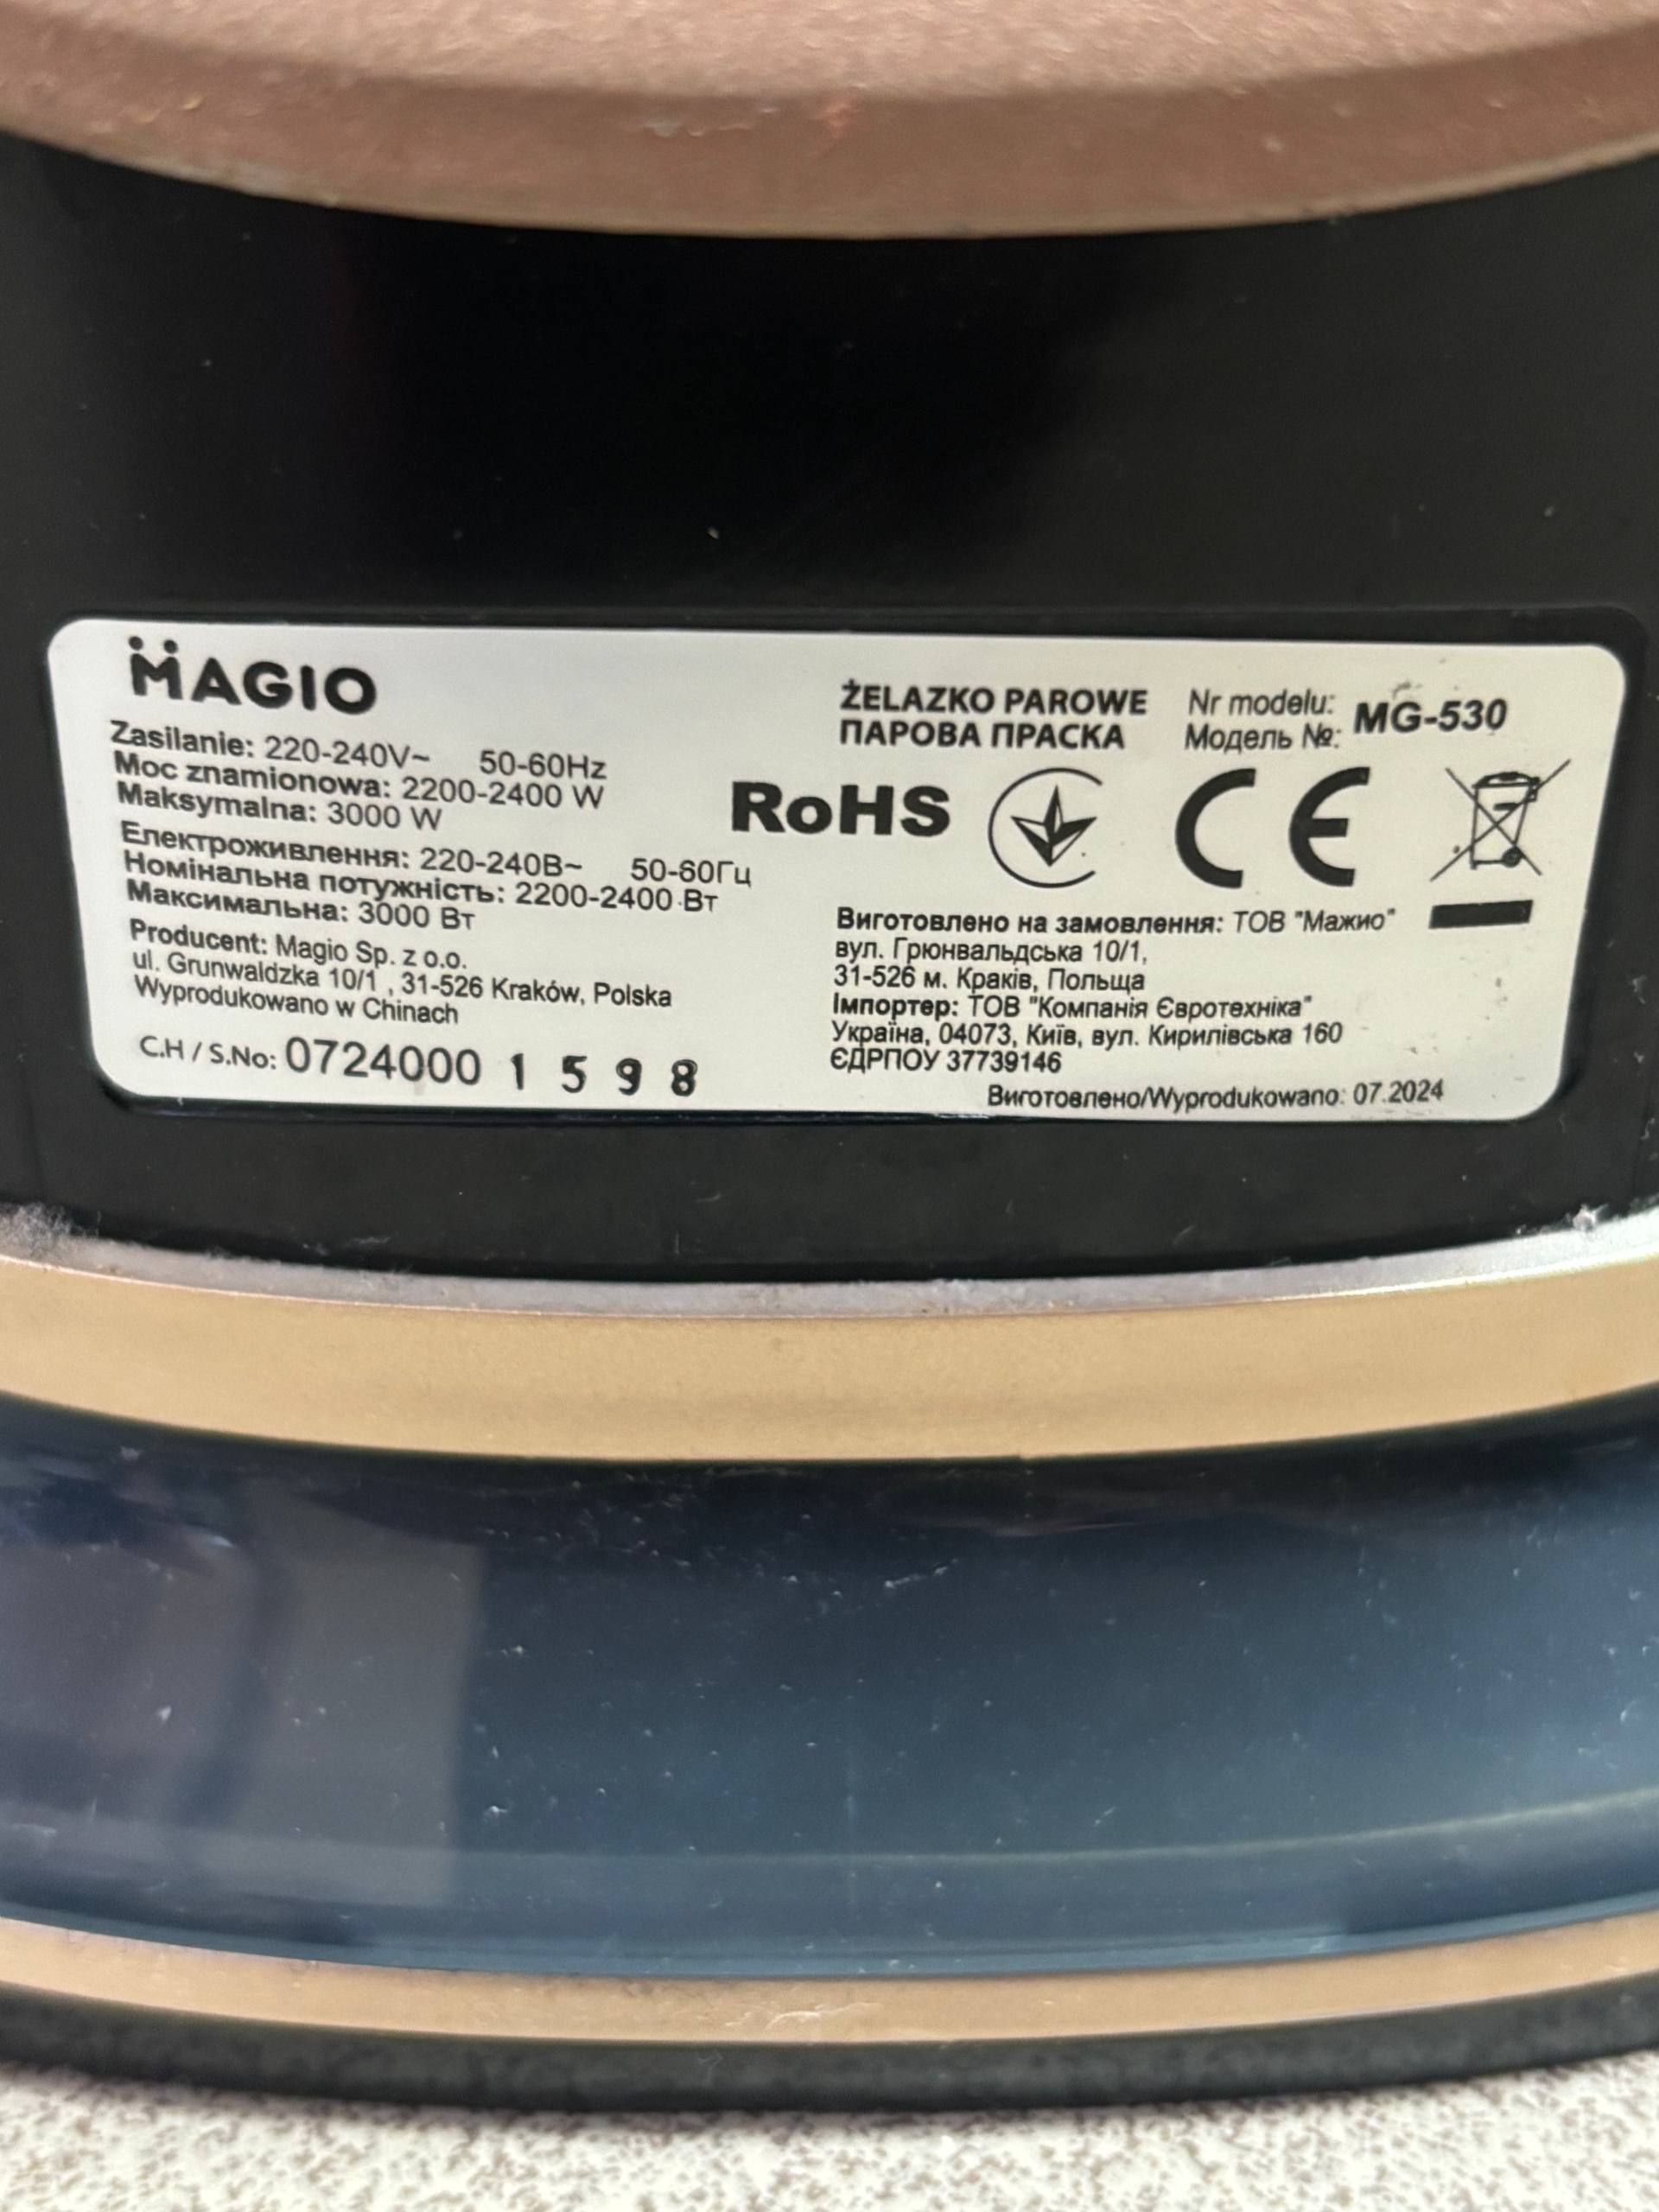 MAGIO
Zasilanie: 220-240V~ 50-60Hz
Moc znamionowa: 2200-2400 W
Maksymalna: 3000 W
Електроживлення: 220-240В~ 50-60Гц
Номінальна потужність: 2200-2400 Вт
Максимальна: 3000 Вт
Producent: Magio Sp. z o.o.
ul. Grunwaldzka 10/1 , 31-526 Kraków, Polska
Wyprodukowano w Chinach
C.H / S.No: 0724000 1 5 9 8
ŻELAZKO PAROWE
ПАРОВА ПРАСКА
Nr modelu: MG-530
Модель №:
RoHS
CE
Виготовлено на замовлення: ТОВ "Мажио"
вул. Грюнвальдська 10/1,
31-526 м. Краків, Польща
Імпортер: ТОВ "Компанія Євротехніка"
Україна, 04073, Київ, вул. Кирилівська 160
ЄДРПОУ 37739146
Виготовлено/Wyprodukowano: 07.2024